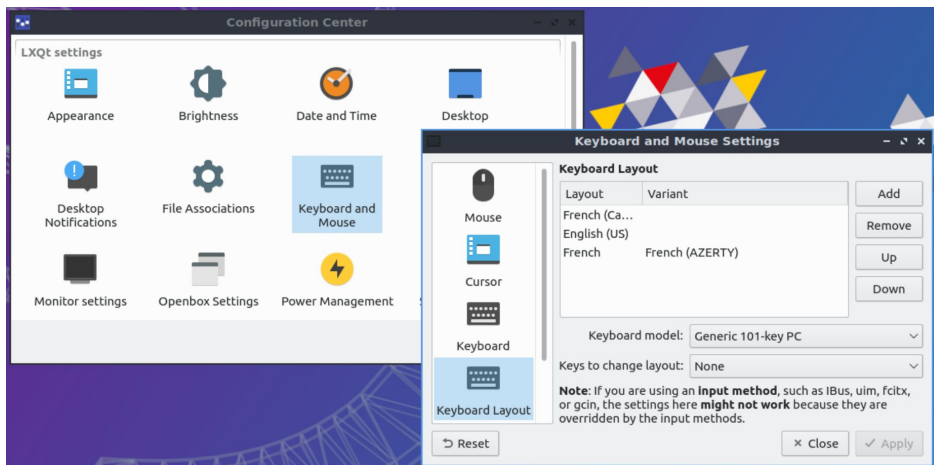 Configuration Center
LXQt settings
Appearance
Brightness
Date and Time
Desktop
Desktop
Notifications
File Associations
Keyboard and
Mouse
Monitor settings
Openbox Settings
Power Management
Keyboard and Mouse Settings
Mouse
Cursor
Keyboard
Keyboard Layout
Keyboard Layout
Layout Variant
French (Ca...
English (US)
French French (AZERTY)
Add
Remove
Up
Down
Keyboard model: Generic 101-key PC
Keys to change layout: None
Note: If you are using an input method, such as IBus, uim, fcitx,
or gcin, the settings here might not work because they are
overridden by the input methods.
Reset
Close
Apply